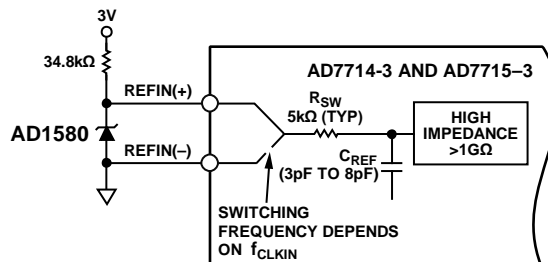 3V
34.8kΩ
AD7714-3 AND AD7715–3
REFIN(+)
RSW
5kΩ (TYP)
HIGH
IMPEDANCE
>1GΩ
AD1580
REFIN(–)
CREF
(3pF TO 8pF)
SWITCHING
FREQUENCY DEPENDS
ON fCLKIN